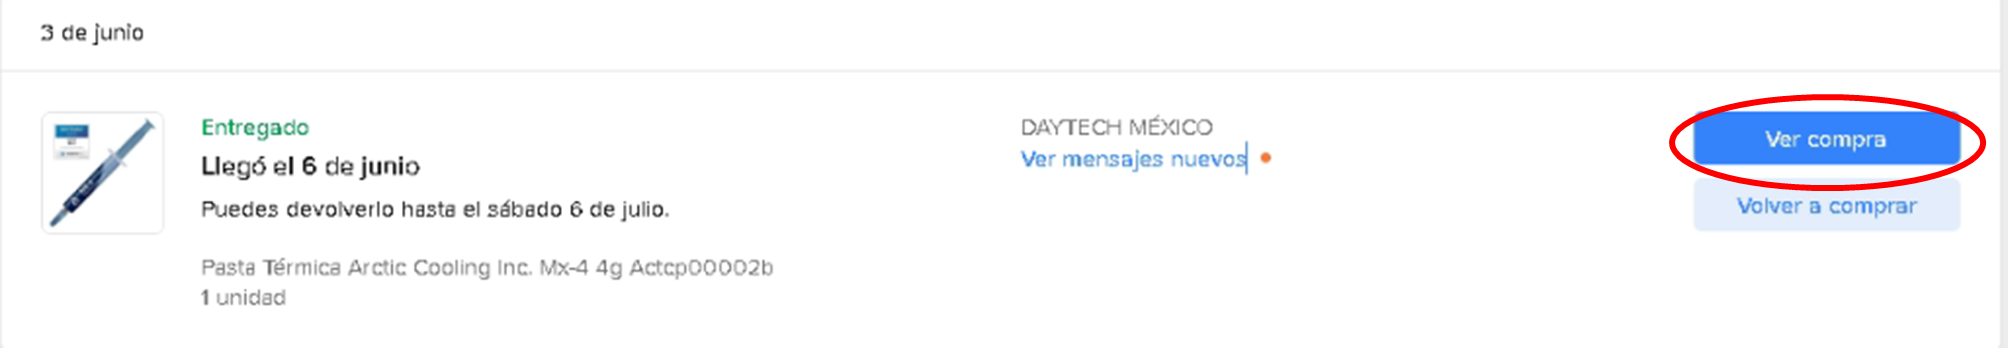 3 de junio
Entregado
Llegó el 6 de junio
Puedes devolverlo hasta el sábado 6 de julio.
Pasta Térmica Arctic Cooling Inc. Mx-4 4g Actcp00002b
1 unidad
DAYTECH MÉXICO
Ver mensajes nuevos
Ver compra
Volver a comprar